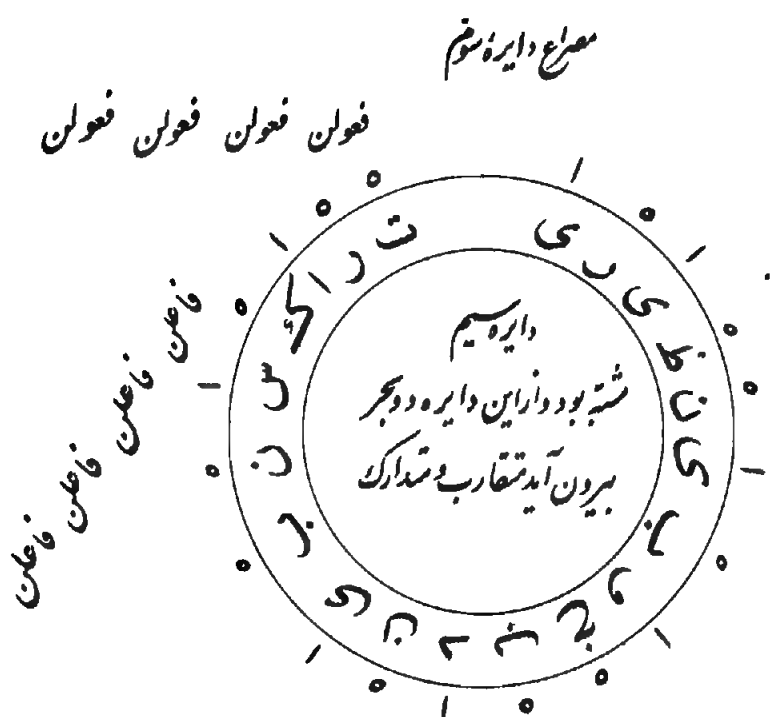 مصراع دایرهٔ سوم
فعولن فعولن فعولن فعولن
فاعلن فاعلن فاعلن فاعلن
ت ر ا ک س ن ب ی ن د ب خ و ب ی ن ظ ی ر ی
دایره سیم
مشتبه بود و از این دایره دو بحر
بیرون آید متقارب و متدارک